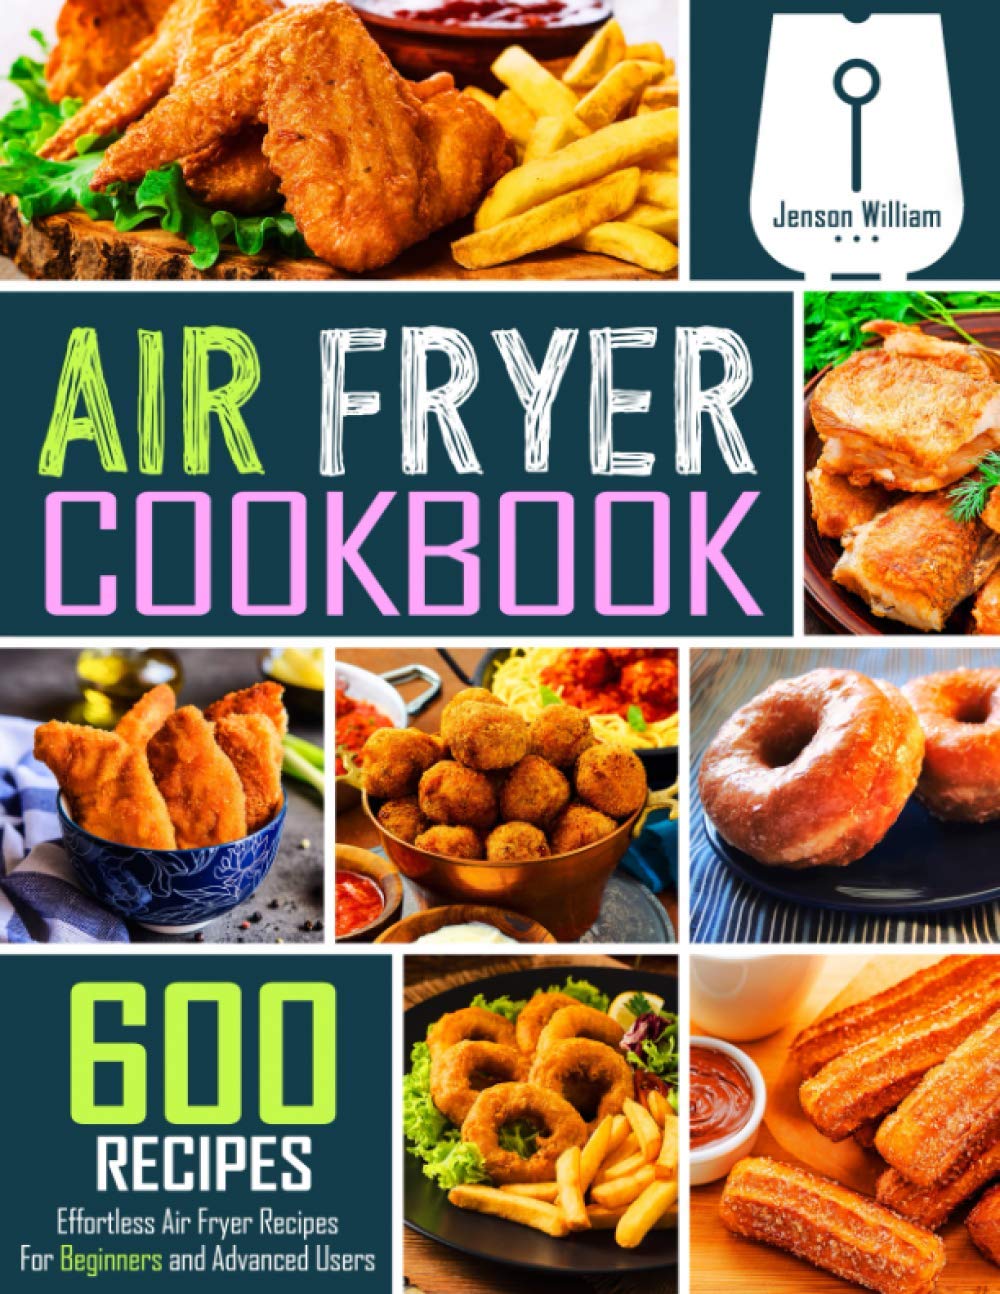 Jenson William
AIR FRYER
COOKBOOK
600
RECIPES
Effortless Air Fryer Recipes
For Beginners and Advanced Users